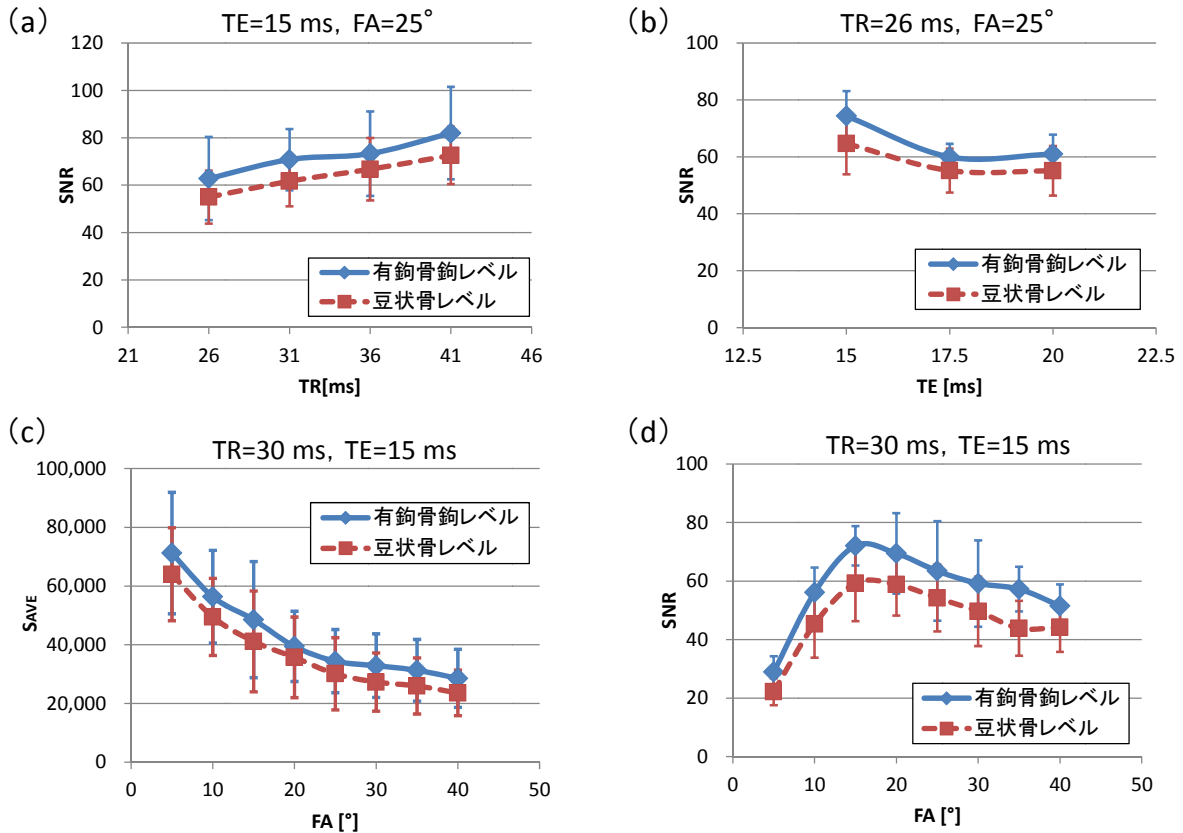 (a)
TE=15 ms, FA=25°
120
100
80
60
40
20
0
SNR
有鉤骨鉤レベル
豆状骨レベル
21 26 31 36 41 46
TR[ms]
(b)
TR=26 ms, FA=25°
100
80
60
40
20
0
SNR
有鉤骨鉤レベル
豆状骨レベル
12.5 15 17.5 20 22.5
TE [ms]
(c)
TR=30 ms, TE=15 ms
100,000
80,000
60,000
40,000
20,000
0
SAVE
有鉤骨鉤レベル
豆状骨レベル
0 10 20 30 40 50
FA [°]
(d)
TR=30 ms, TE=15 ms
100
80
60
40
20
0
SNR
有鉤骨鉤レベル
豆状骨レベル
0 10 20 30 40 50
FA [°]